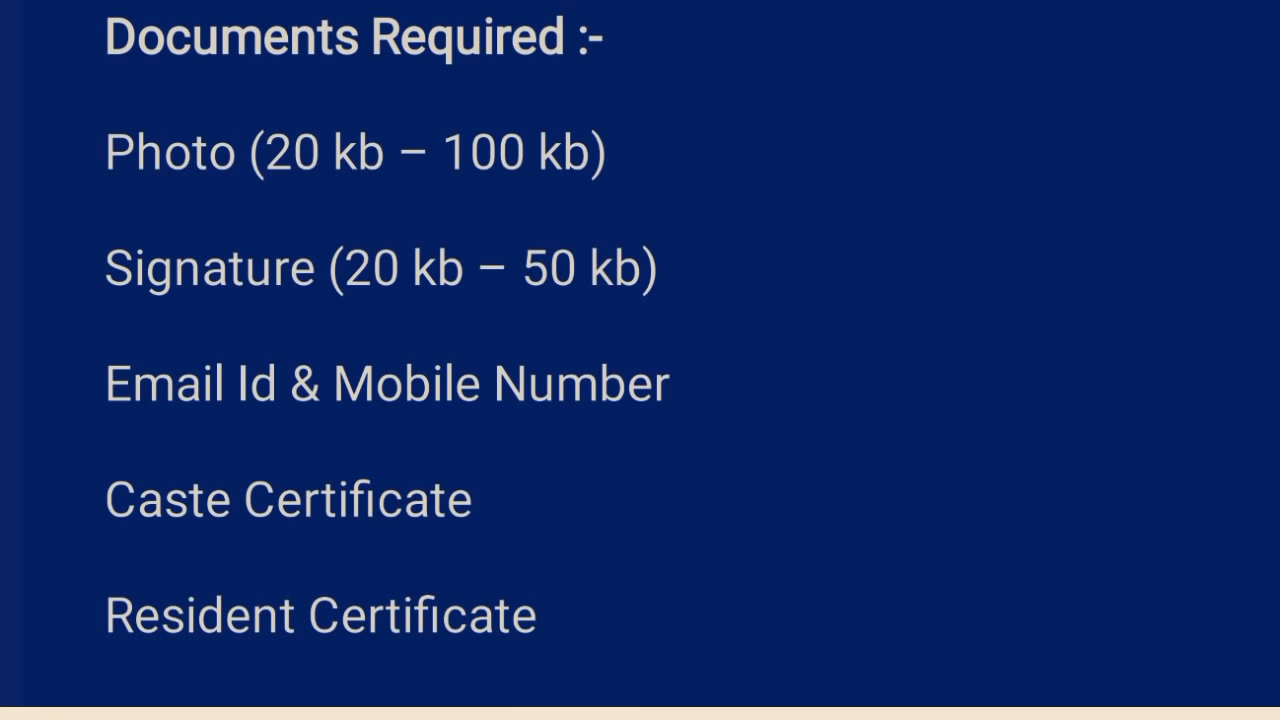 Documents Required :-
Photo (20 kb – 100 kb)
Signature (20 kb – 50 kb)
Email Id & Mobile Number
Caste Certificate
Resident Certificate